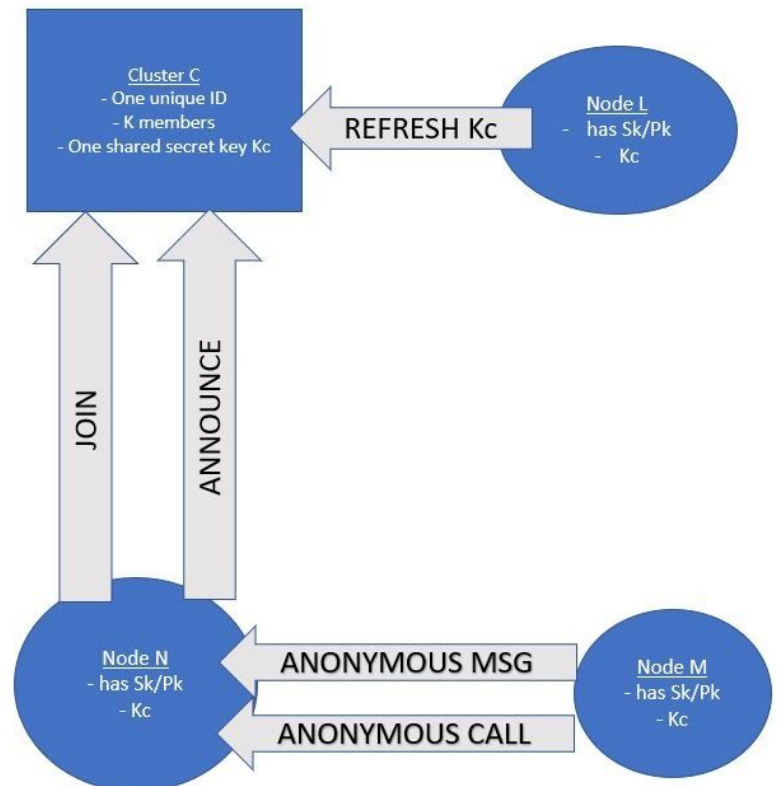 Cluster C
- One unique ID
- K members
- One shared secret key Kc
REFRESH Kc
Node L
- has Sk/Pk
- Kc
JOIN
ANNOUNCE
Node N
- has Sk/Pk
- Kc
ANONYMOUS MSG
ANONYMOUS CALL
Node M
- has Sk/Pk
- Kc